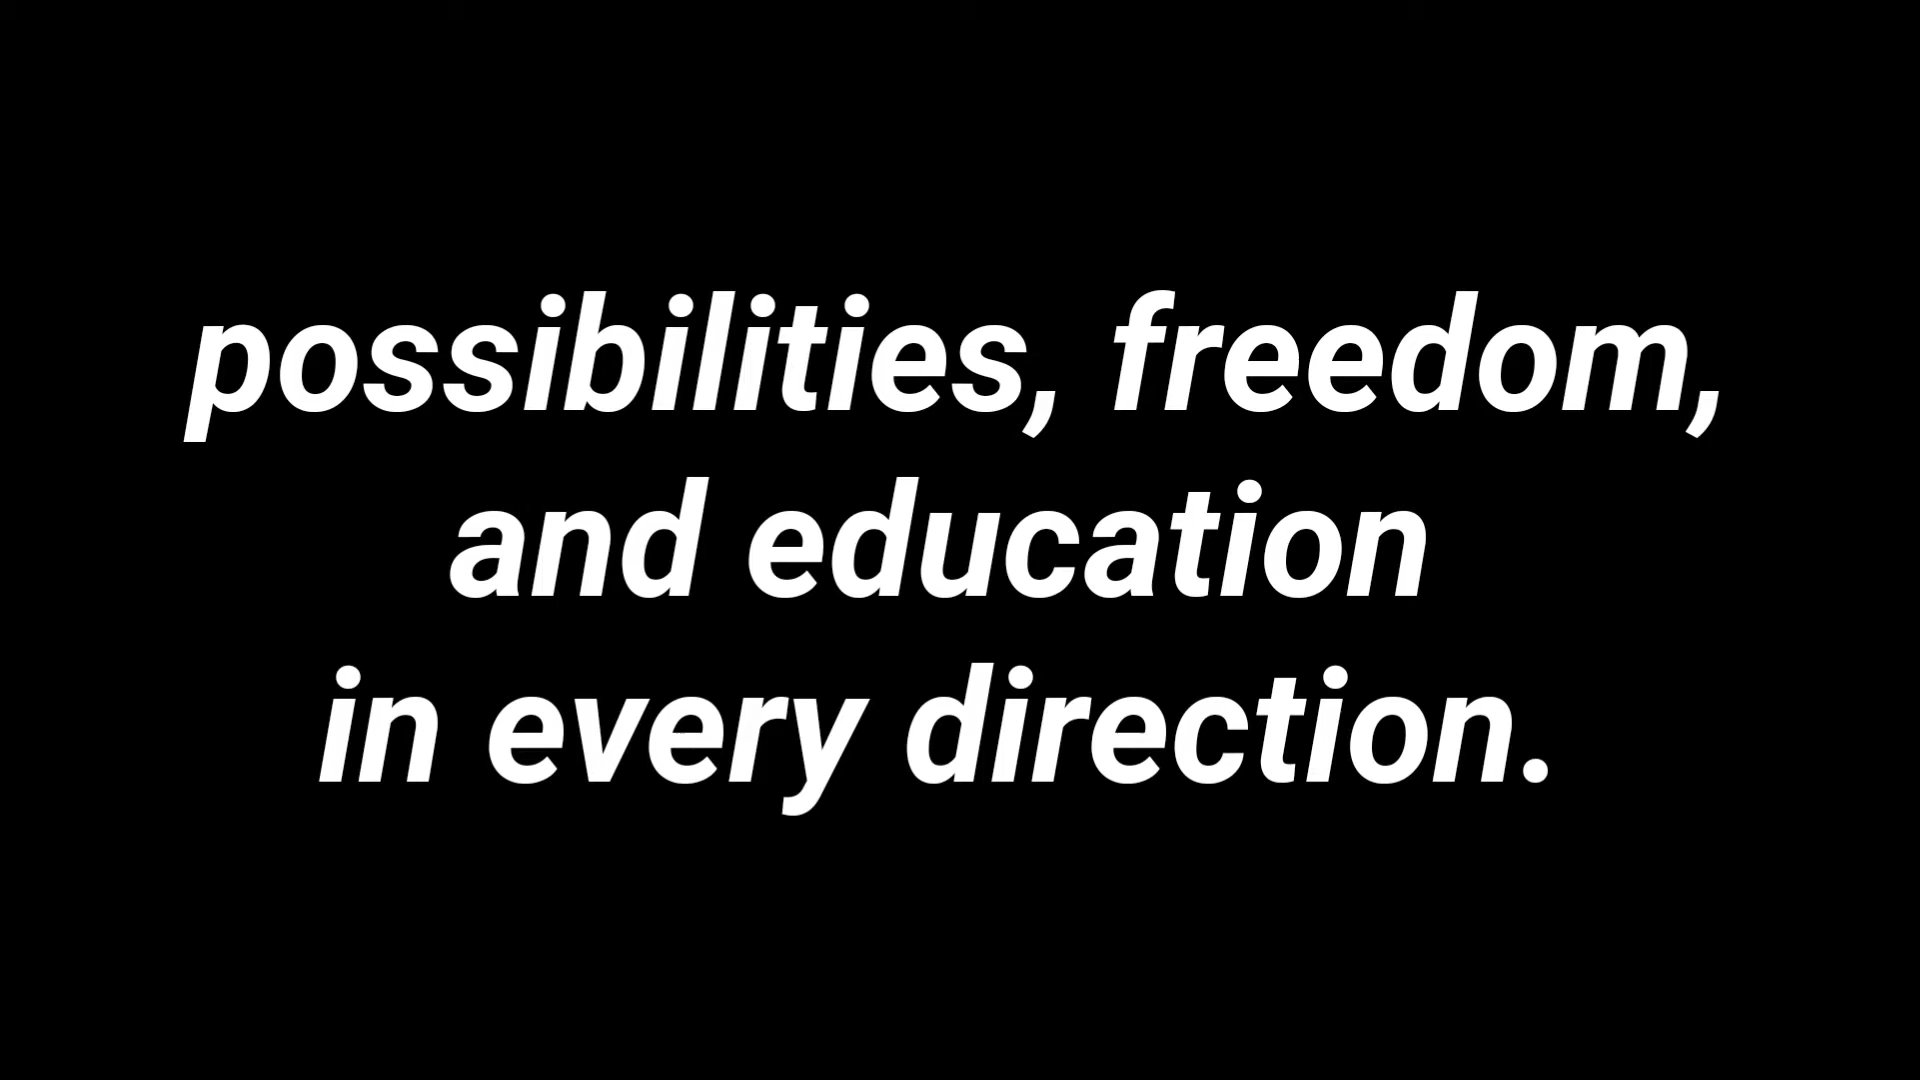 possibilities, freedom,
and education
in every direction.